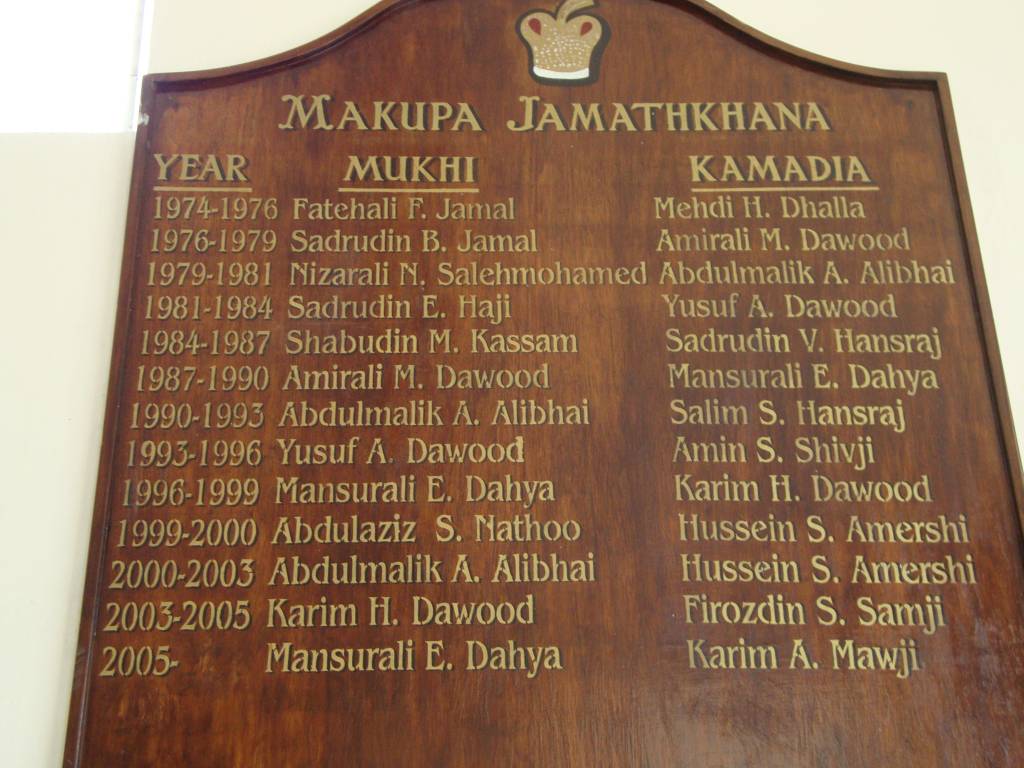 MAKUPA JAMATHKHANA
YEAR MUKHI KAMADIA
1974-1976 Fatehali F. Jamal Mehdi H. Dhalla
1976-1979 Sadrudin B. Jamal Amirali M. Dawood
1979-1981 Nizarali N. Salehmohamed Abdulmalik A. Alibhai
1981-1984 Sadrudin E. Haji Yusuf A. Dawood
1984-1987 Shabudin M. Kassam Sadrudin V. Hansraj
1987-1990 Amirali M. Dawood Mansurali E. Dahya
1990-1993 Abdulmalik A. Alibhai Salim S. Hansraj
1993-1996 Yusuf A. Dawood Amin S. Shivji
1996-1999 Mansurali E. Dahya Karim H. Dawood
1999-2000 Abdulaziz S. Nathoo Hussein S. Amershi
2000-2003 Abdulmalik A. Alibhai Hussein S. Amershi
2003-2005 Karim H. Dawood Firozdin S. Samji
2005- Mansurali E. Dahya Karim A. Mawji